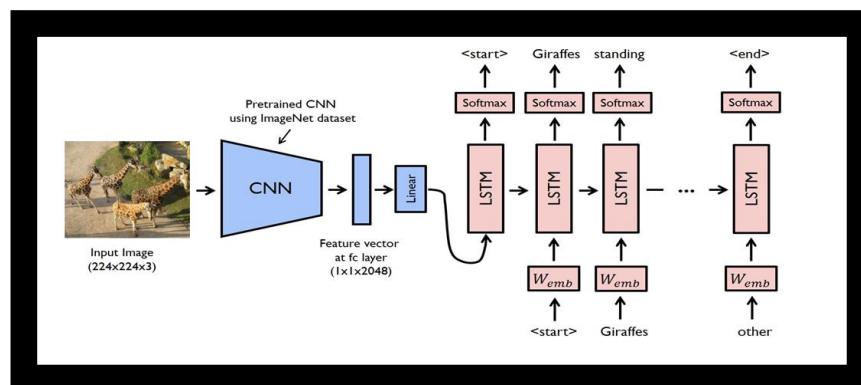 <start> Giraffes standing <end>
Softmax Softmax Softmax Softmax
Pretrained CNN
using ImageNet dataset
CNN
Linear
LSTM LSTM LSTM ... LSTM
Input Image
(224x224x3)
Feature vector
at fc layer
(1x1x2048)
W_emb W_emb W_emb
<start> Giraffes other